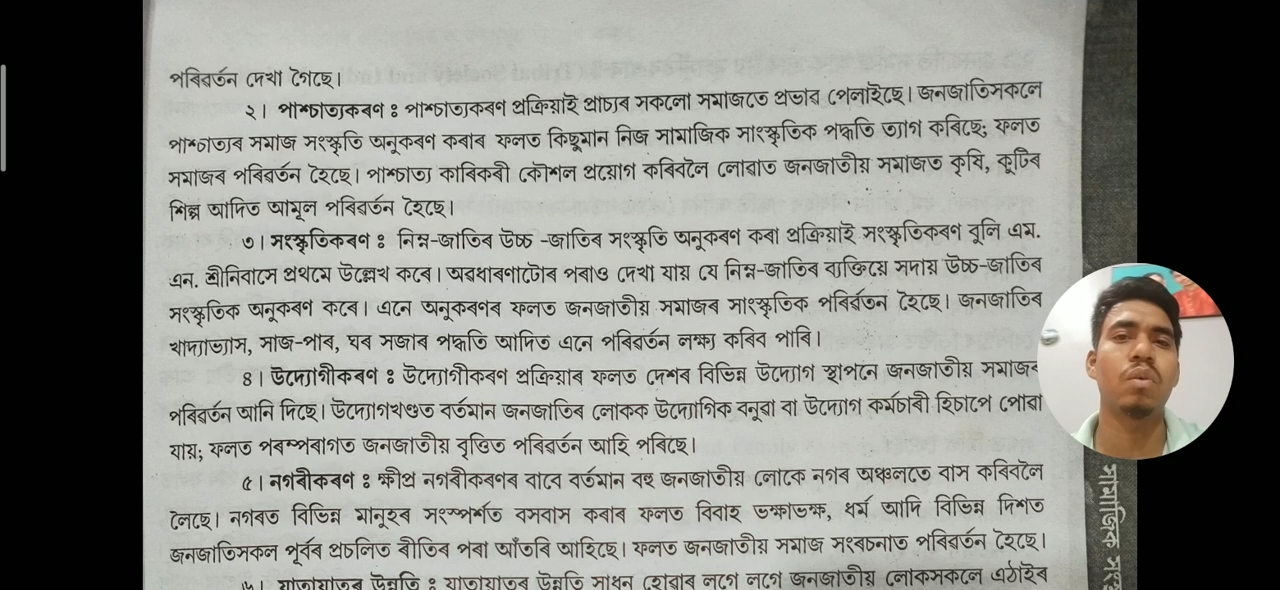 পৰিৱৰ্তন দেখা গৈছে।
২। পাশ্চাত্যকৰণ : পাশ্চাত্যকৰণ প্ৰক্ৰিয়াই প্ৰাচ্যৰ সকলো সমাজতে প্ৰভাৱ পেলাইছে। জনজাতিসকলে
পাশ্চাত্যৰ সমাজ সংস্কৃতি অনুকৰণ কৰাৰ ফলত কিছুমান নিজ সামাজিক সাংস্কৃতিক পদ্ধতি ত্যাগ কৰিছে; ফলত
সমাজৰ পৰিৱৰ্তন হৈছে। পাশ্চাত্য কাৰিকৰী কৌশল প্ৰয়োগ কৰিবলৈ লোৱাত জনজাতীয় সমাজত কৃষি, কুটিৰ
শিল্প আদিত আমূল পৰিৱৰ্তন হৈছে।
৩। সংস্কৃতিকৰণ : নিম্ন-জাতিৰ উচ্চ -জাতিৰ সংস্কৃতি অনুকৰণ কৰা প্ৰক্ৰিয়াই সংস্কৃতিকৰণ বুলি এম.
এন. শ্ৰীনিবাসে প্ৰথমে উল্লেখ কৰে। অৱধাৰণাটোৰ পৰাও দেখা যায় যে নিম্ন-জাতিৰ ব্যক্তিয়ে সদায় উচ্চ-জাতিৰ
সংস্কৃতিক অনুকৰণ কৰে। এনে অনুকৰণৰ ফলত জনজাতীয় সমাজৰ সাংস্কৃতিক পৰিৰ্বতন হৈছে। জনজাতিৰ
খাদ্যাভ্যাস, সাজ-পাৰ, ঘৰ সজাৰ পদ্ধতি আদিত এনে পৰিৱৰ্তন লক্ষ্য কৰিব পাৰি।
৪। উদ্যোগীকৰণ : উদ্যোগীকৰণ প্ৰক্ৰিয়াৰ ফলত দেশৰ বিভিন্ন উদ্যোগ স্থাপনে জনজাতীয় সমাজৰ
পৰিৱৰ্তন আনি দিছে। উদ্যোগখণ্ডত বৰ্তমান জনজাতিৰ লোকক উদ্যোগিক বনুৱা বা উদ্যোগ কৰ্মচাৰী হিচাপে পোৱা
যায়; ফলত পৰম্পৰাগত জনজাতীয় বৃত্তিত পৰিৱৰ্তন আহি পৰিছে।
৫। নগৰীকৰণ : ক্ষীপ্ৰ নগৰীকৰণৰ বাবে বৰ্তমান বহু জনজাতীয় লোকে নগৰ অঞ্চলতে বাস কৰিবলৈ
লৈছে। নগৰত বিভিন্ন মানুহৰ সংস্পৰ্শত বসবাস কৰাৰ ফলত বিবাহ ভক্ষ্যাভক্ষ, ধৰ্ম আদি বিভিন্ন দিশত
জনজাতিসকল পূৰ্বৰ প্ৰচলিত ৰীতিৰ পৰা আঁতৰি আহিছে। ফলত জনজাতীয় সমাজ সংৰচনাত পৰিৱৰ্তন হৈছে।
৬। যাতায়াতৰ উন্নতি : যাতায়াতৰ উন্নতি সাধন হোৱাৰ লগে লগে জনজাতীয় লোকসকলে এঠাইৰ
সামাজিক